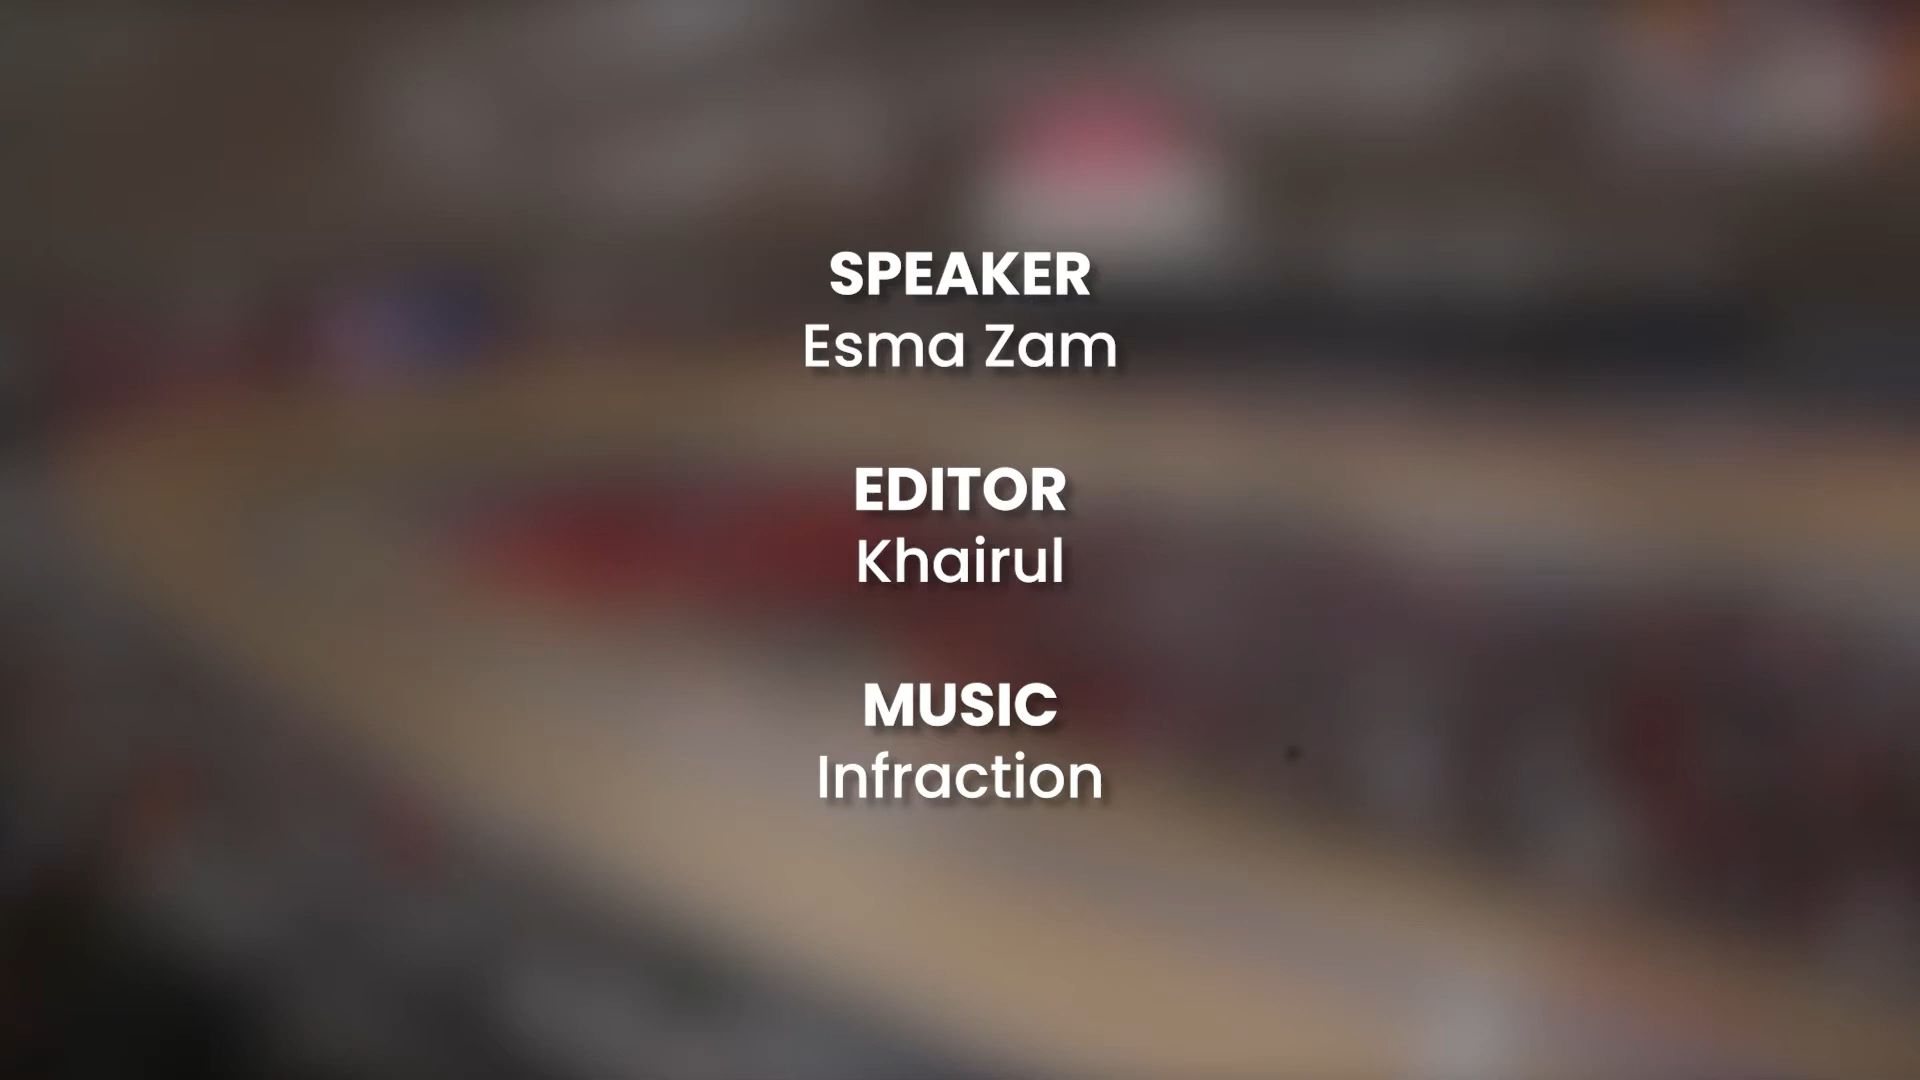 SPEAKER
Esma Zam
EDITOR
Khairul
MUSIC
Infraction